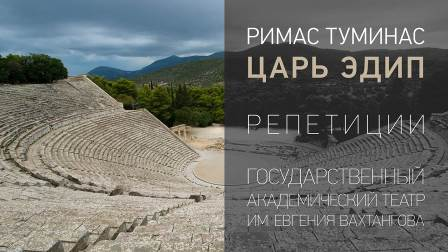 РИМАС ТУМИНАС
ЦАРЬ ЭДИП
РЕПЕТИЦИИ
ГОСУДАРСТВЕННЫЙ
АКАДЕМИЧЕСКИЙ ТЕАТР
ИМ. ЕВГЕНИЯ ВАХТАНГОВА